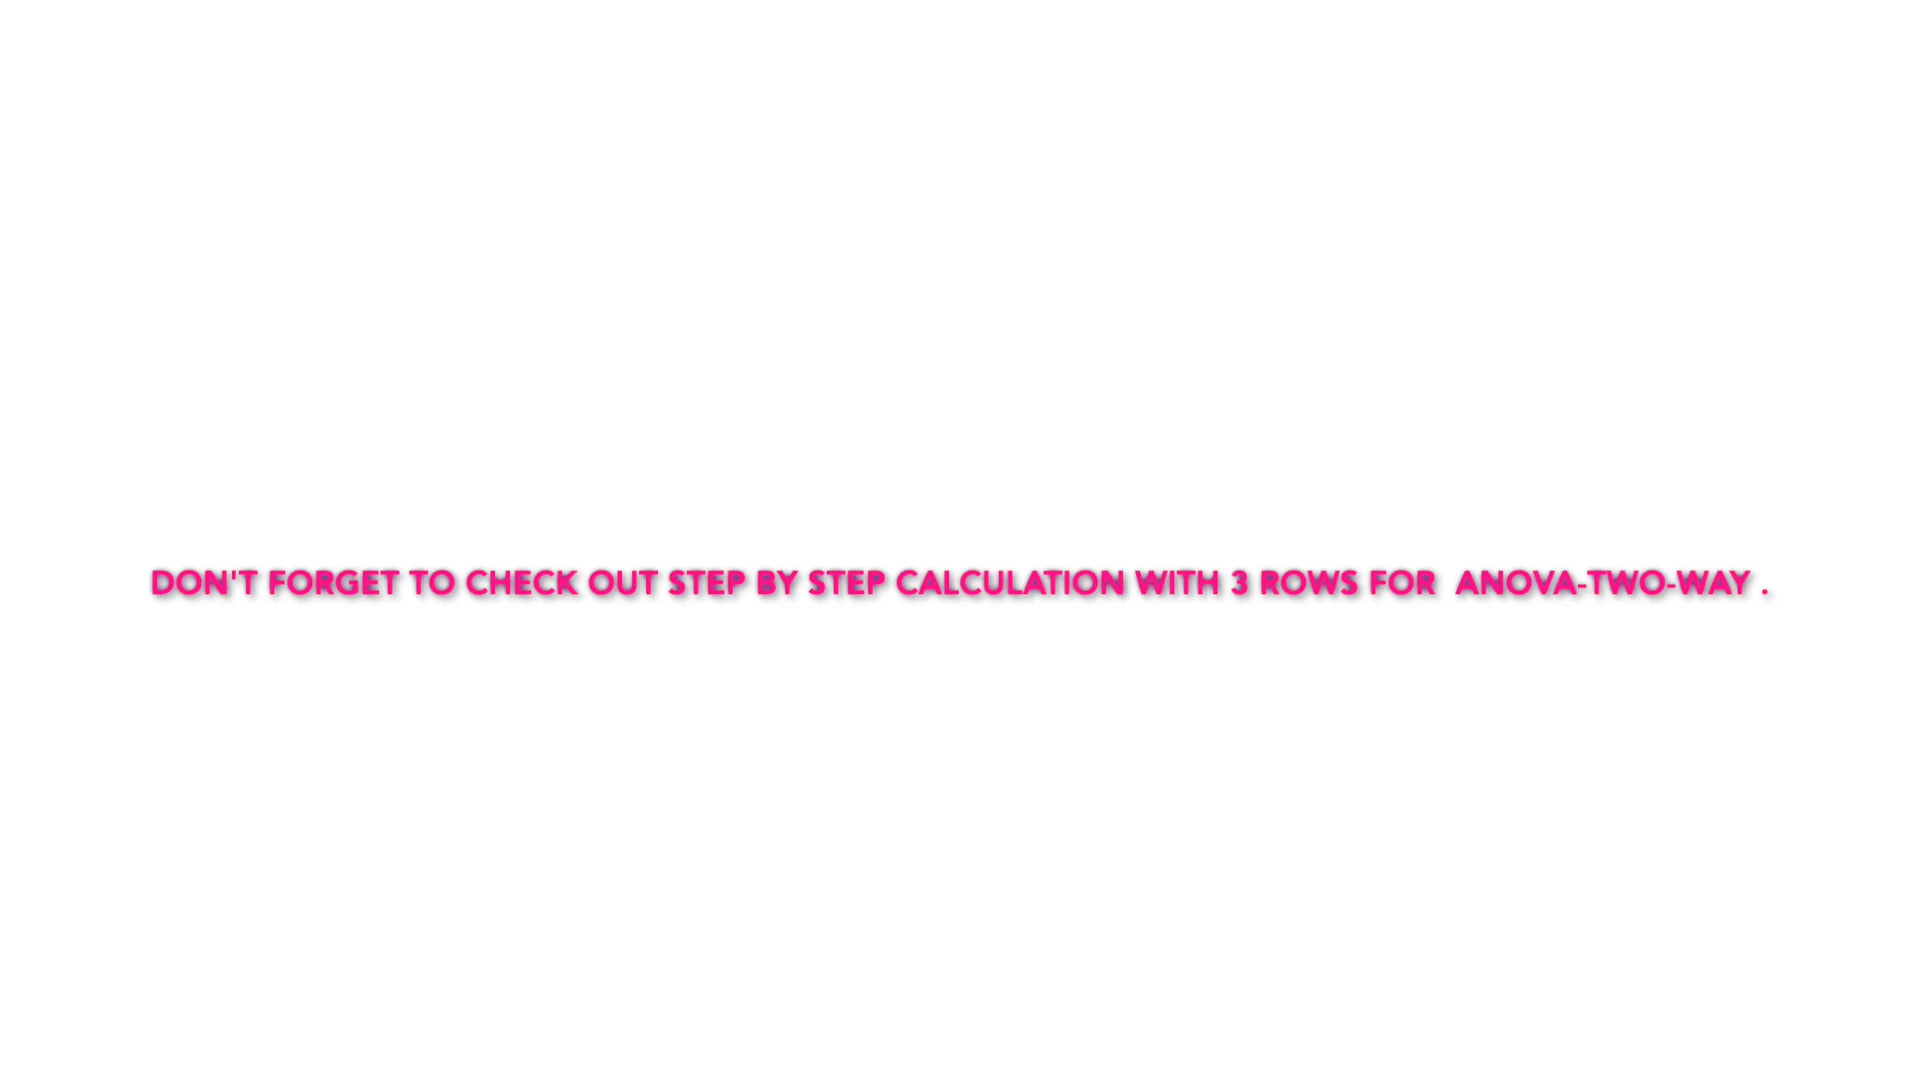 DON'T FORGET TO CHECK OUT STEP BY STEP CALCULATION WITH 3 ROWS FOR  ANOVA-TWO-WAY .